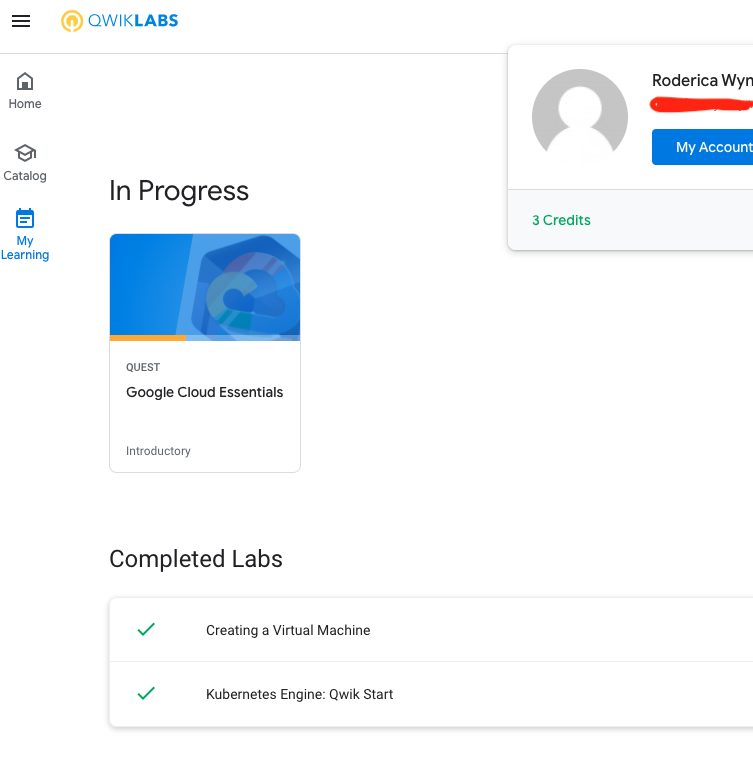 QWIKLABS
Roderica Wyn
My Account
3 Credits
Home
Catalog
My
Learning
In Progress
QUEST
Google Cloud Essentials
Introductory
Completed Labs
Creating a Virtual Machine
Kubernetes Engine: Qwik Start